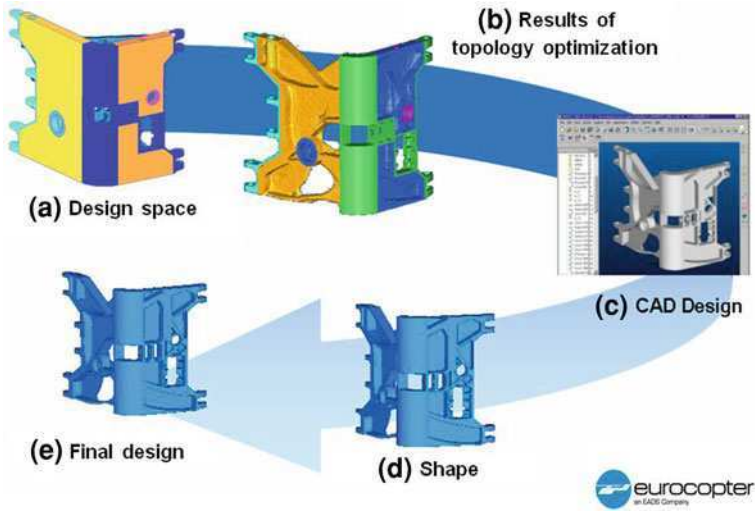 (b) Results of
topology optimization
(a) Design space
(c) CAD Design
(e) Final design
(d) Shape
eurocopter
an EADS Company